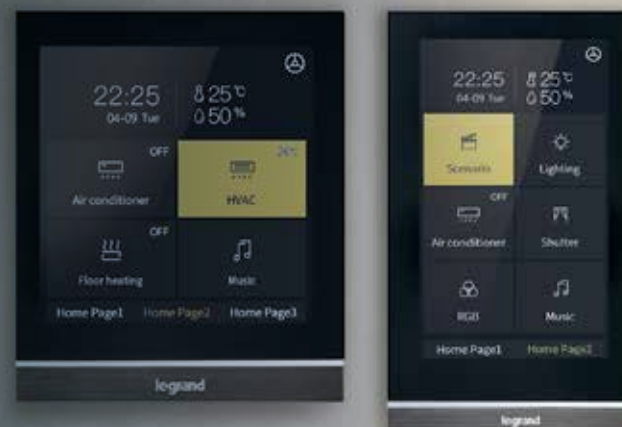 22:25
04-09 Tue
25°C
50%
OFF
Air conditioner
26°C
HVAC
OFF
Floor heating
Music
Home Page1
Home Page2
Home Page3
legrand
22:25
04-09 Tue
25°C
50%
Scenario
Lighting
OFF
Air conditioner
Shutter
RGB
Music
Home Page1
Home Page2
legrand